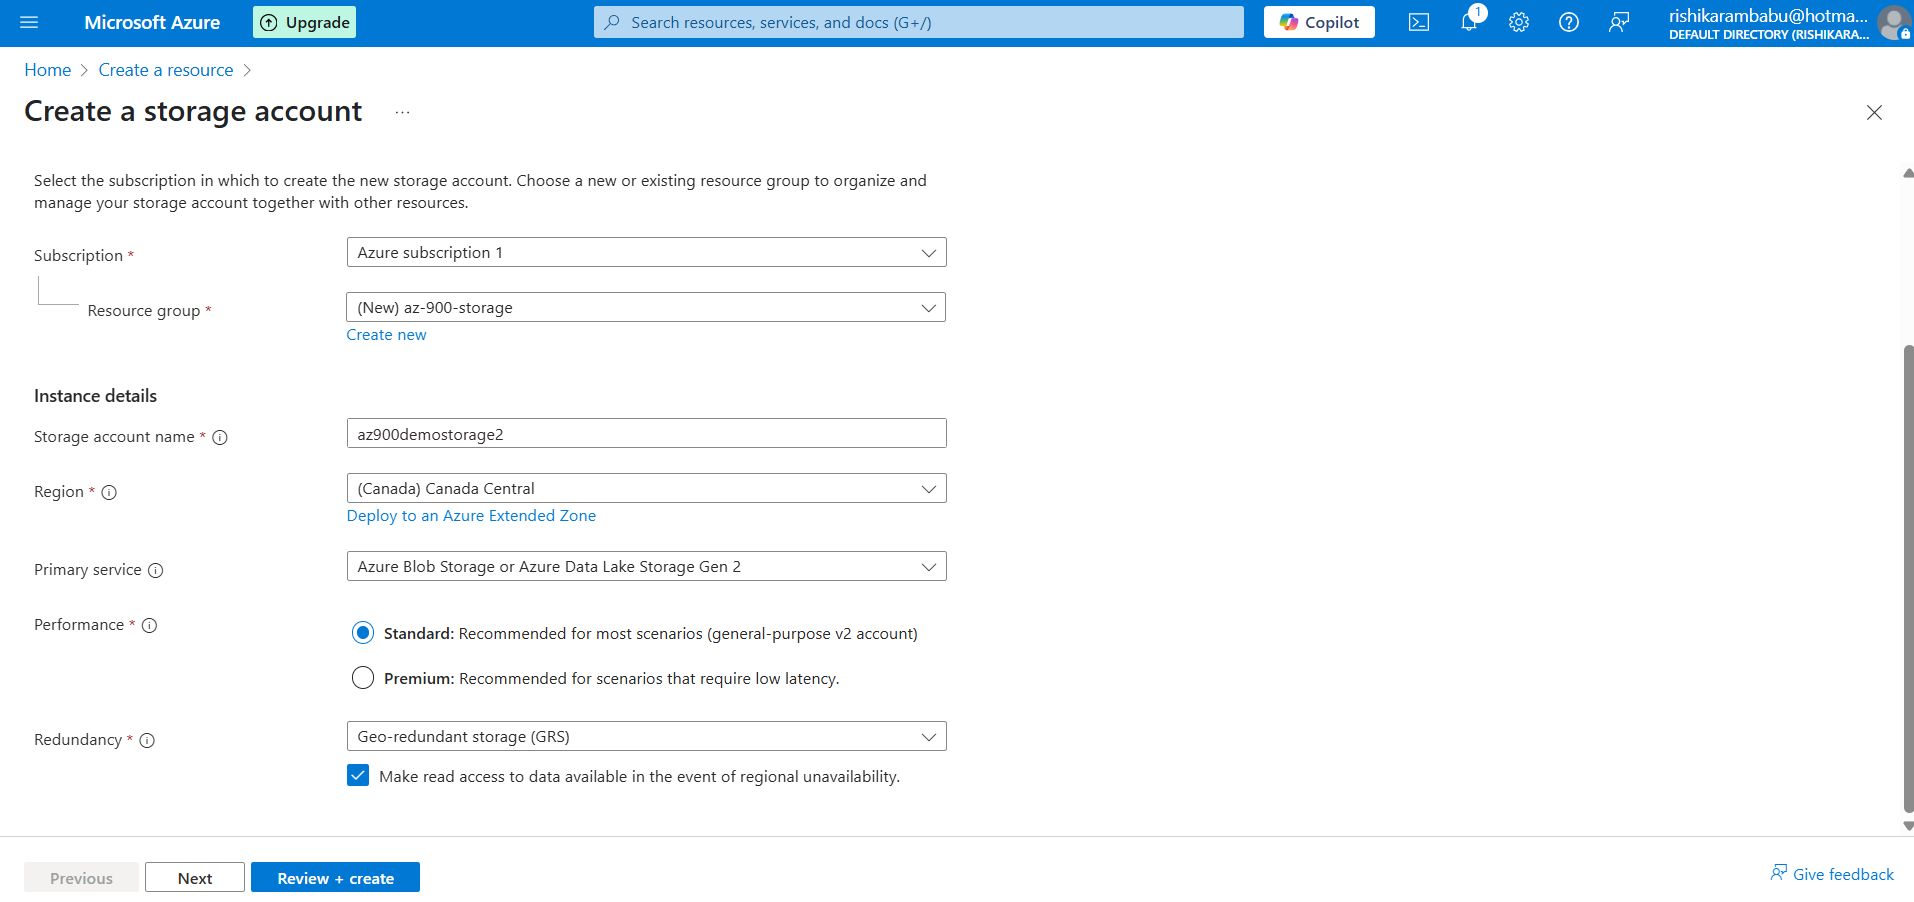 Microsoft Azure
Upgrade
Search resources, services, and docs (G+/)
Copilot
1
rishikarambabu@hotma...
DEFAULT DIRECTORY (RISHIKARA...
Home > Create a resource >
Create a storage account ...
Select the subscription in which to create the new storage account. Choose a new or existing resource group to organize and
manage your storage account together with other resources.
Subscription *
Azure subscription 1
Resource group *
(New) az-900-storage
Create new
Instance details
Storage account name *
az900demostorage2
Region *
(Canada) Canada Central
Deploy to an Azure Extended Zone
Primary service
Azure Blob Storage or Azure Data Lake Storage Gen 2
Performance *
Standard: Recommended for most scenarios (general-purpose v2 account)
Premium: Recommended for scenarios that require low latency.
Redundancy *
Geo-redundant storage (GRS)
Make read access to data available in the event of regional unavailability.
Previous
Next
Review + create
Give feedback